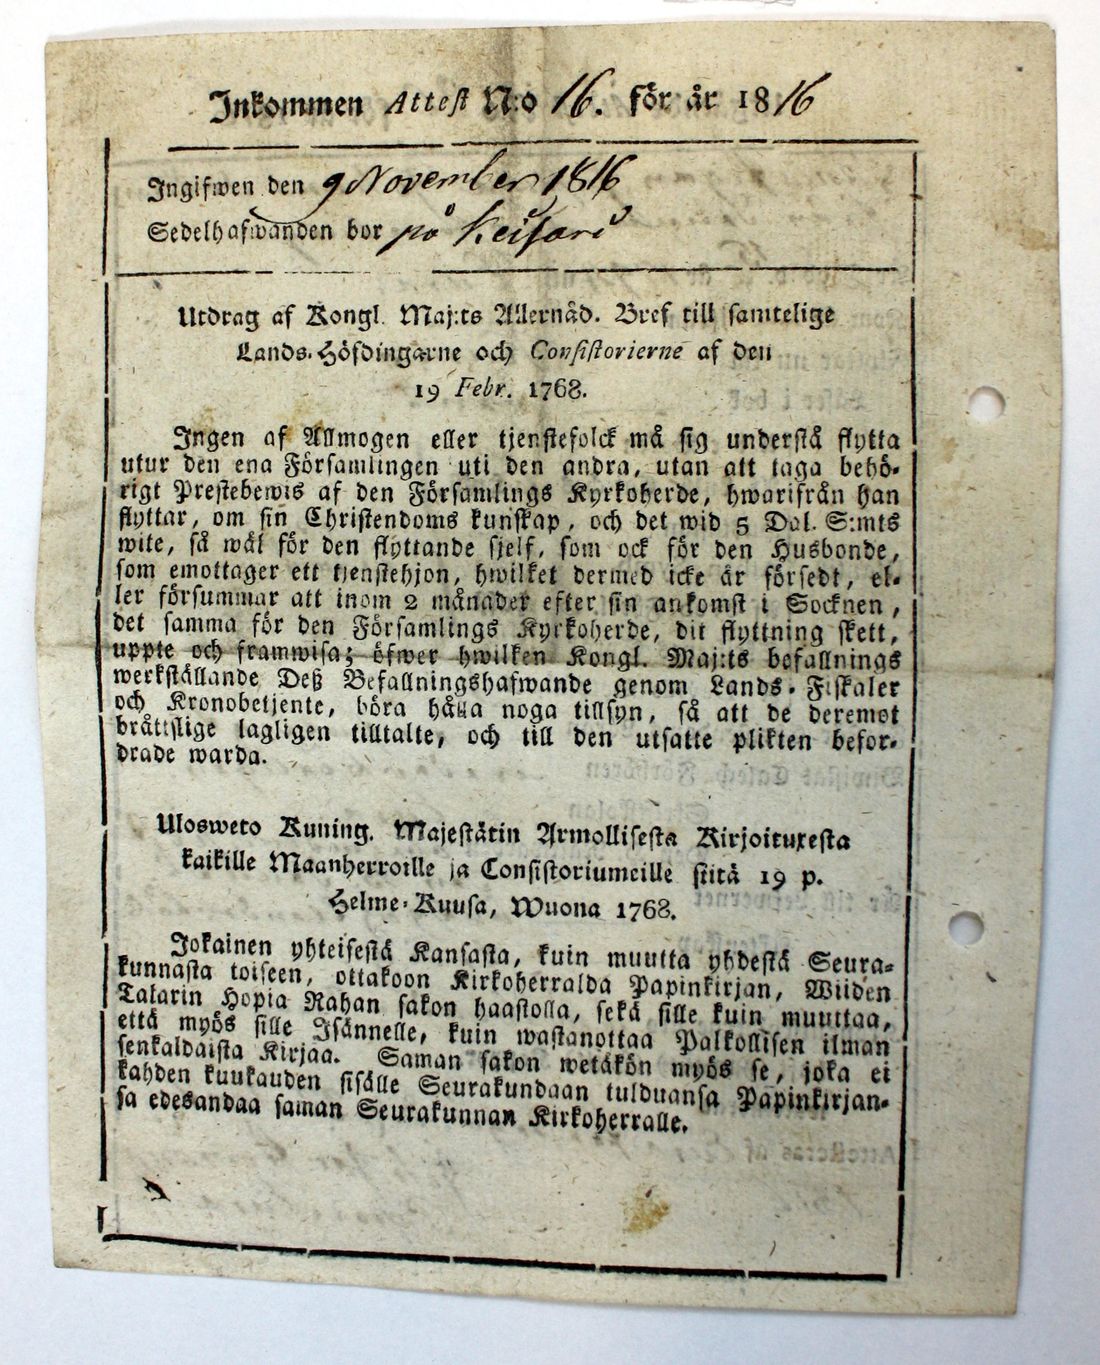 Inkommen Attest N:o 16. för år 1816
Ingifwen den 9 November 1816
Sedelhafwanden bor på Keisari
Utdrag af Kongl. Maj:ts Allernåd. Bref till samtelige
Lands-Höfdingarne och Consistorierne af den
19 Febr. 1768.
Ingen af Allmogen eller tjenstefolck må sig understå flytta
utur den ena Församlingen uti den andra, utan att taga behö-
rigt Prestebewis af den Församlings Kyrkoherde, hwarifrån han
flyttar, om sin Christendoms kunskap, och det wid 5 Dal. S:mts
wite, så wäl för den flyttande sjelf, som ock för den Husbonde,
som emottager ett tjenstehjon, hwilket dermed icke är försedt, el-
ler försummar att inom 2 månader efter sin ankomst i Socknen,
det samma för den Församlings Kyrkoherde, dit flyttning skett,
uppte och framwisa; öfwer hwilken Kongl. Maj:ts befallnings
werkställande Deß Befallningshafwande genom Lands-Fiskaler
och Kronobetjente, böra hålla noga tillsyn, så att de deremot
bråttslige lagligen tilltalte, och till den utsatte plikten befor-
drade warda.
Ulosweto Kuning. Majestätin Armollisesta Kirjoituxesta
kaikille Maanherroille ja Consistoriumeille siitä 19 p.
Helme-Kuusa, Wuona 1768.
Jokainen yhteisestä Kansasta, kuin muutta yhdestä Seura-
kunnasta toiseen, ottakoon Kirkoherralda Papinkirjan, Wiiden
Talarin Hopia Rahan sakon haastolla, sekä sille kuin muuttaa,
että myös sille Isännelle, kuin wastanottaa Palkollisen ilman
senkaldaista Kirjaa. Saman sakon wetäkön myös se, joka ei
kahden kuukauden sisälle Seurakundaan tulduansa Papinkirjan-
sa edesandaa saman Seurakunnan Kirkoherralle.